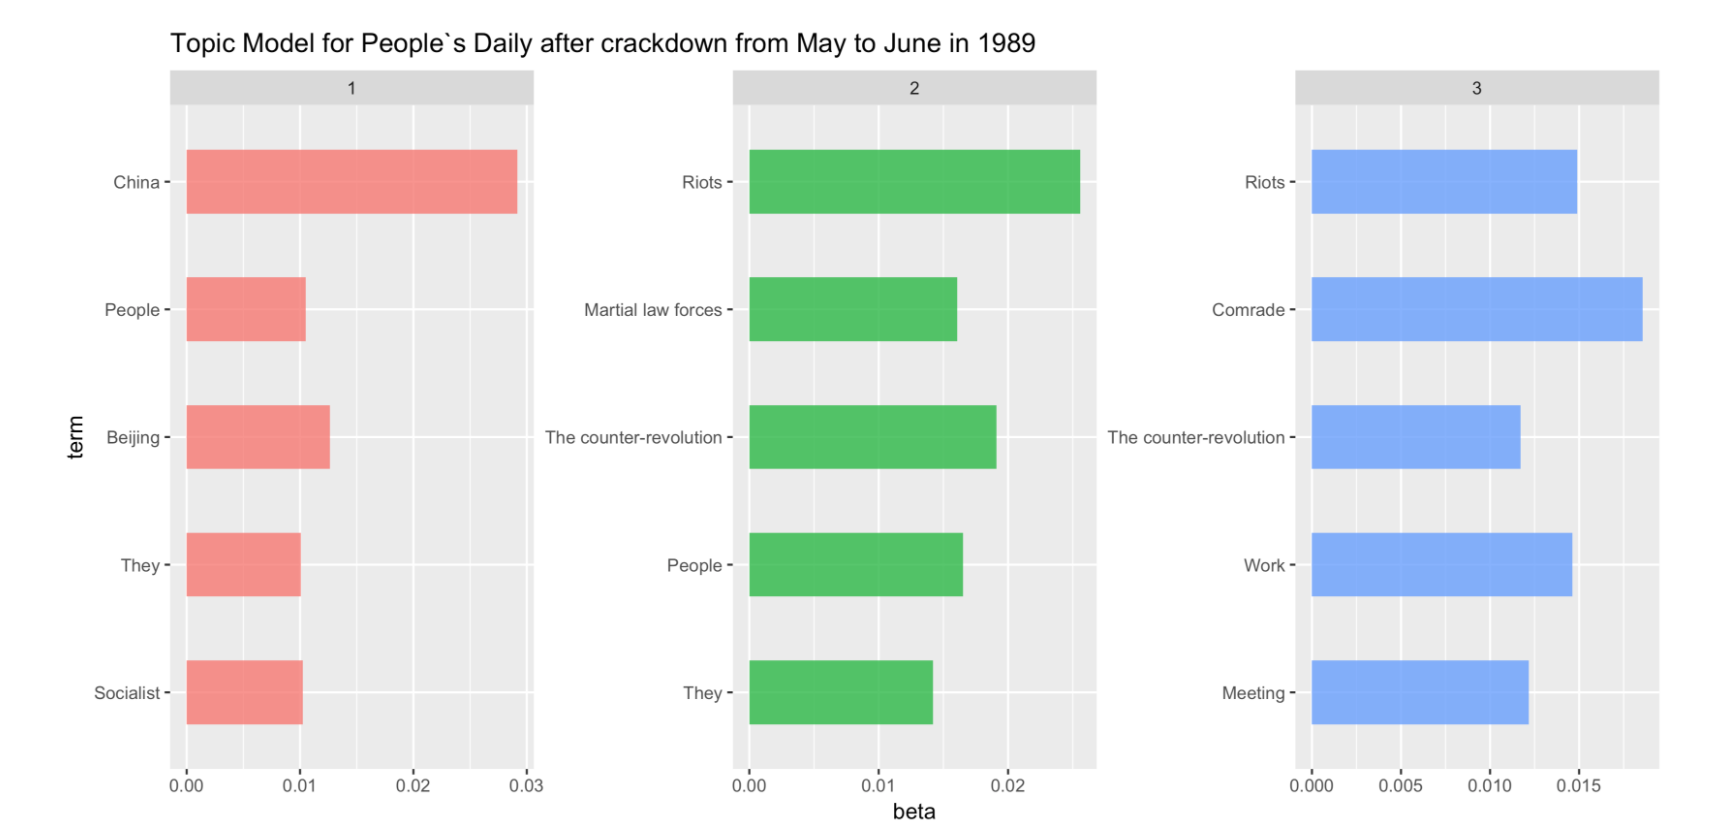 Topic Model for People`s Daily after crackdown from May to June in 1989
1
2
3
term
China
People
Beijing
They
Socialist
Riots
Martial law forces
The counter-revolution
People
They
Riots
Comrade
The counter-revolution
Work
Meeting
0.00 0.01 0.02 0.03
0.00 0.01 0.02
0.000 0.005 0.010 0.015
beta